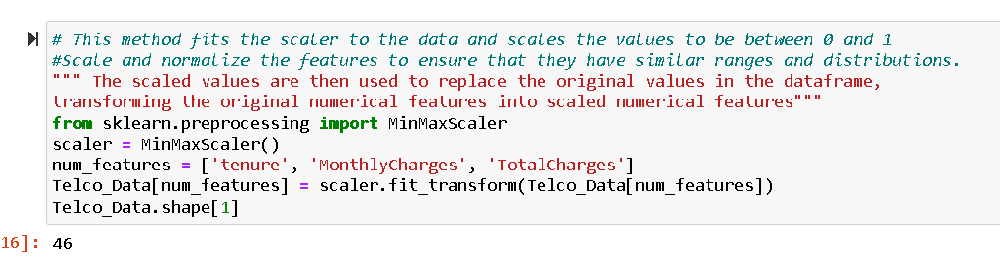 # This method fits the scaler to the data and scales the values to be between 0 and 1
#Scale and normalize the features to ensure that they have similar ranges and distributions.
""" The scaled values are then used to replace the original values in the dataframe,
transforming the original numerical features into scaled numerical features"""
from sklearn.preprocessing import MinMaxScaler
scaler = MinMaxScaler()
num_features = ['tenure', 'MonthlyCharges', 'TotalCharges']
Telco_Data[num_features] = scaler.fit_transform(Telco_Data[num_features])
Telco_Data.shape[1]
16]: 46